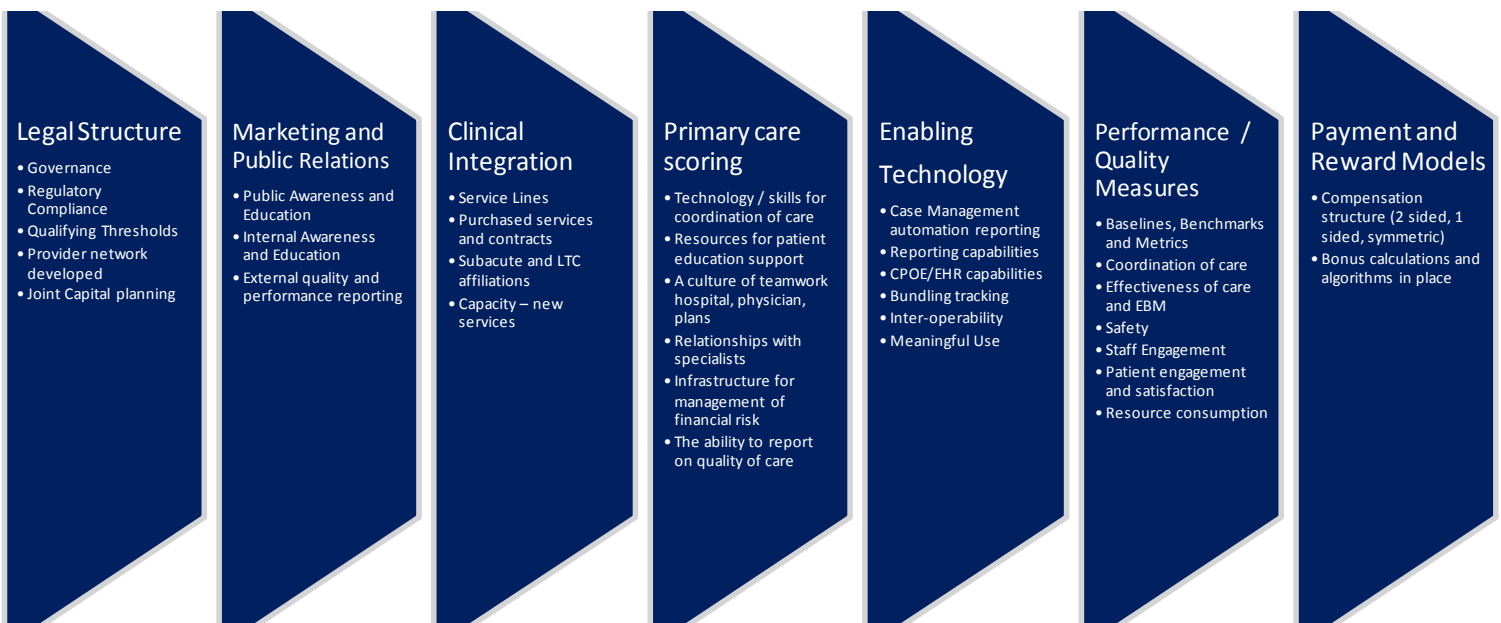 Legal Structure
• Governance
• Regulatory
Compliance
• Qualifying Thresholds
• Provider network
developed
• Joint Capital planning
Marketing and
Public Relations
• Public Awareness and
Education
• Internal Awareness
and Education
• External quality and
performance reporting
Clinical
Integration
• Service Lines
• Purchased services
and contracts
• Subacute and LTC
affiliations
• Capacity – new
services
Primary care
scoring
• Technology / skills for
coordination of care
• Resources for patient
education support
• A culture of teamwork
hospital, physician,
plans
• Relationships with
specialists
• Infrastructure for
management of
financial risk
• The ability to report
on quality of care
Enabling
Technology
• Case Management
automation reporting
• Reporting capabilities
• CPOE/EHR capabilities
• Bundling tracking
• Inter-operability
• Meaningful Use
Performance /
Quality
Measures
• Baselines, Benchmarks
and Metrics
• Coordination of care
• Effectiveness of care
and EBM
• Safety
• Staff Engagement
• Patient engagement
and satisfaction
• Resource consumption
Payment and
Reward Models
• Compensation
structure (2 sided, 1
sided, symmetric)
• Bonus calculations and
algorithms in place